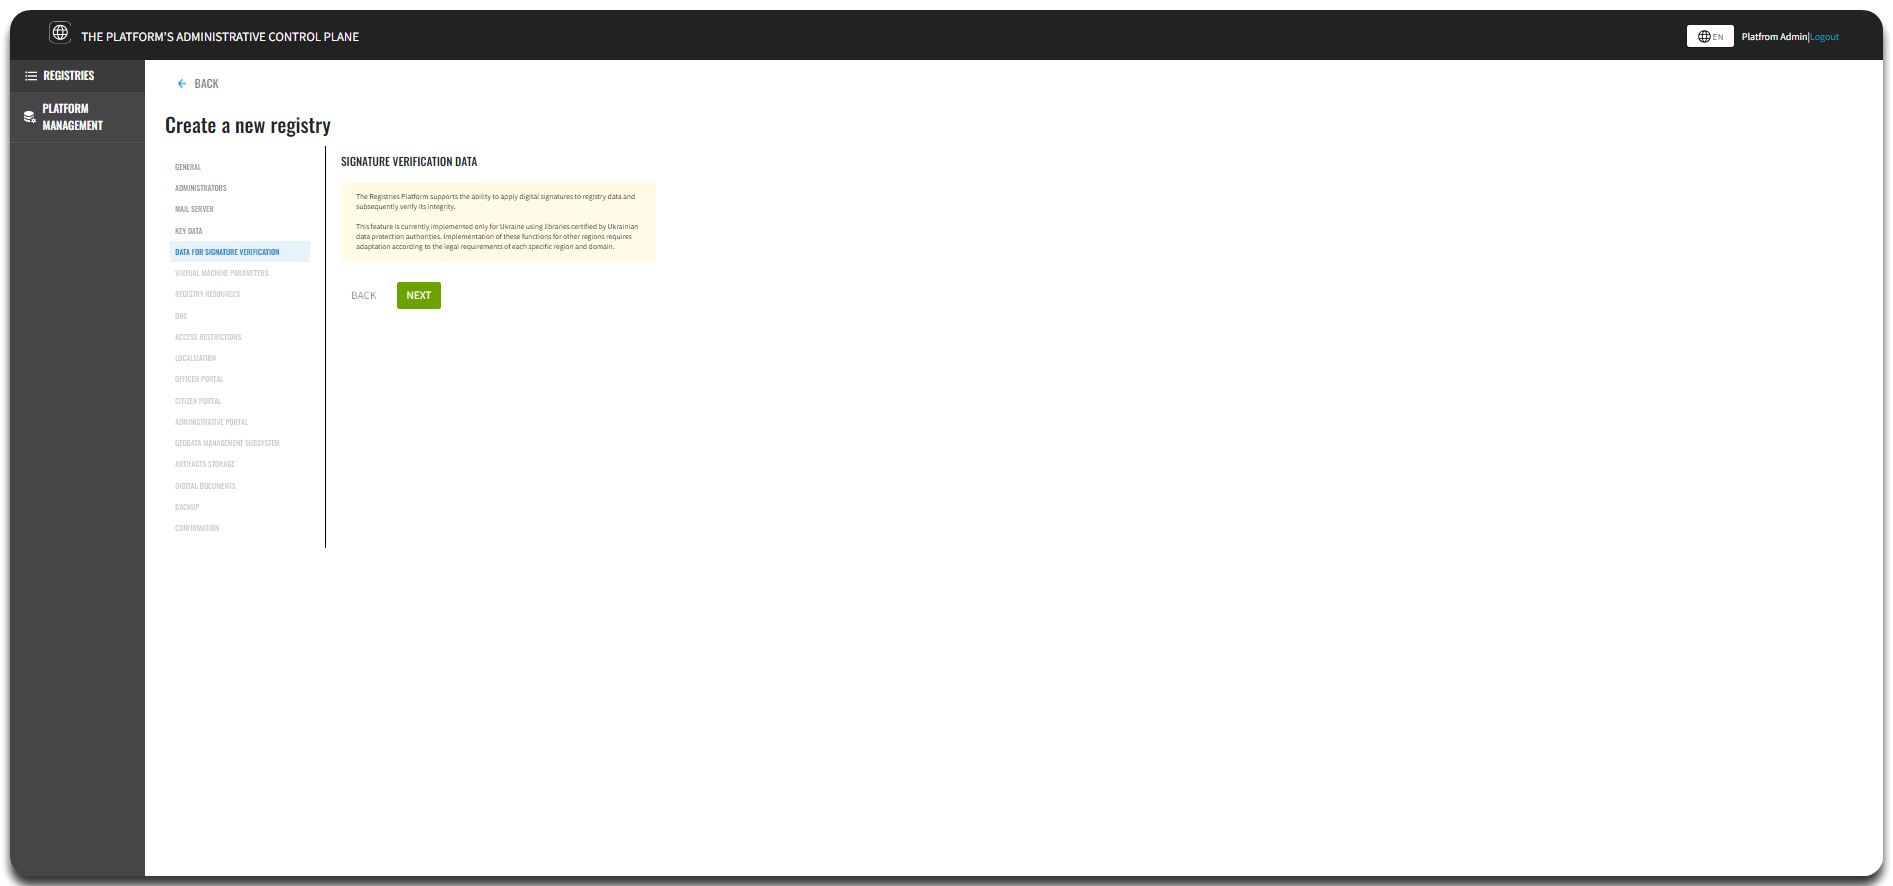 THE PLATFORM'S ADMINISTRATIVE CONTROL PLANE
EN
Platfrom Admin|Logout
REGISTRIES
PLATFORM
MANAGEMENT
BACK
Create a new registry
GENERAL
ADMINISTRATORS
MAIL SERVER
KEY DATA
DATA FOR SIGNATURE VERIFICATION
VIRTUAL MACHINE PARAMETERS
REGISTRY RESOURCES
DNS
ACCESS RESTRICTIONS
LOCALIZATION
OFFICER PORTAL
CITIZEN PORTAL
ADMINISTRATIVE PORTAL
GEODATA MANAGEMENT SUBSYSTEM
ARTIFACTS STORAGE
DIGITAL DOCUMENTS
BACKUP
CONFIRMATION
SIGNATURE VERIFICATION DATA
The Registries Platform supports the ability to apply digital signatures to registry data and
subsequently verify its integrity.
This feature is currently implemented only for Ukraine using libraries certified by Ukrainian
data protection authorities. Implementation of these functions for other regions requires
adaptation according to the legal requirements of each specific region and domain.
BACK
NEXT